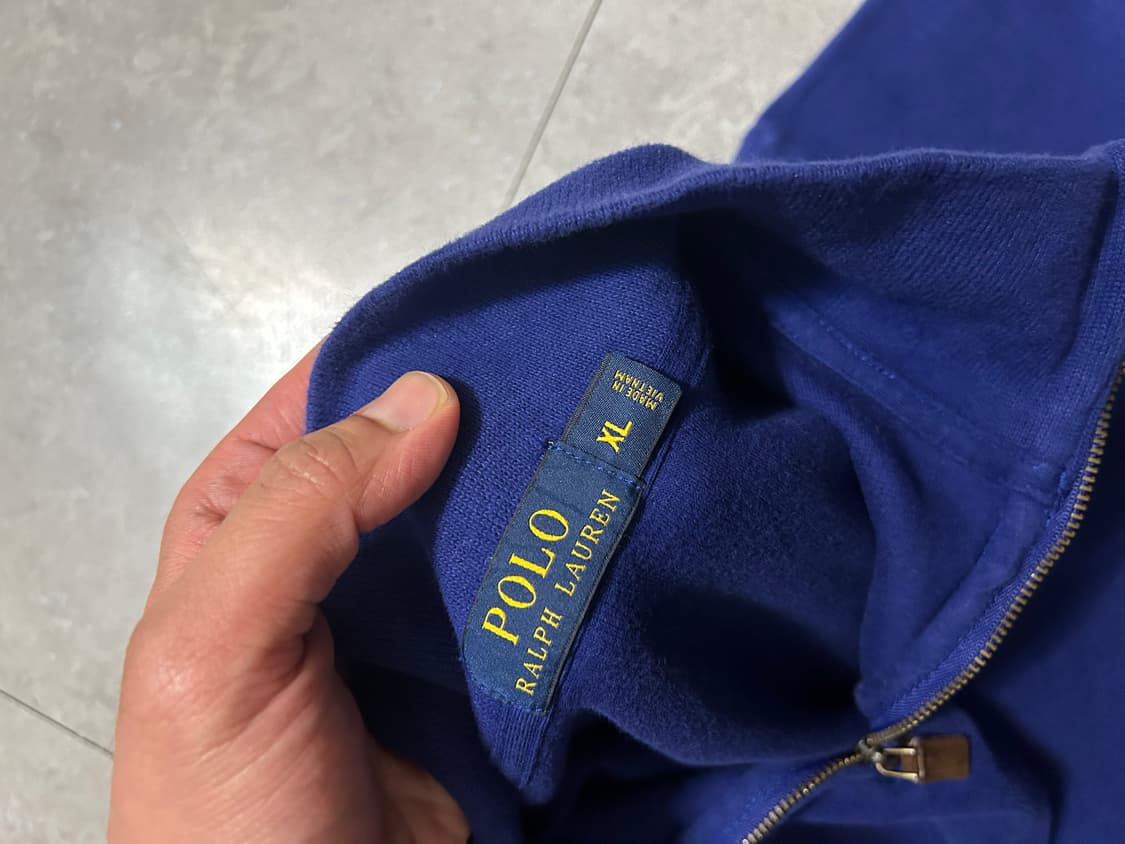 POLO
RALPH LAUREN
XL
MADE IN
VIETNAM